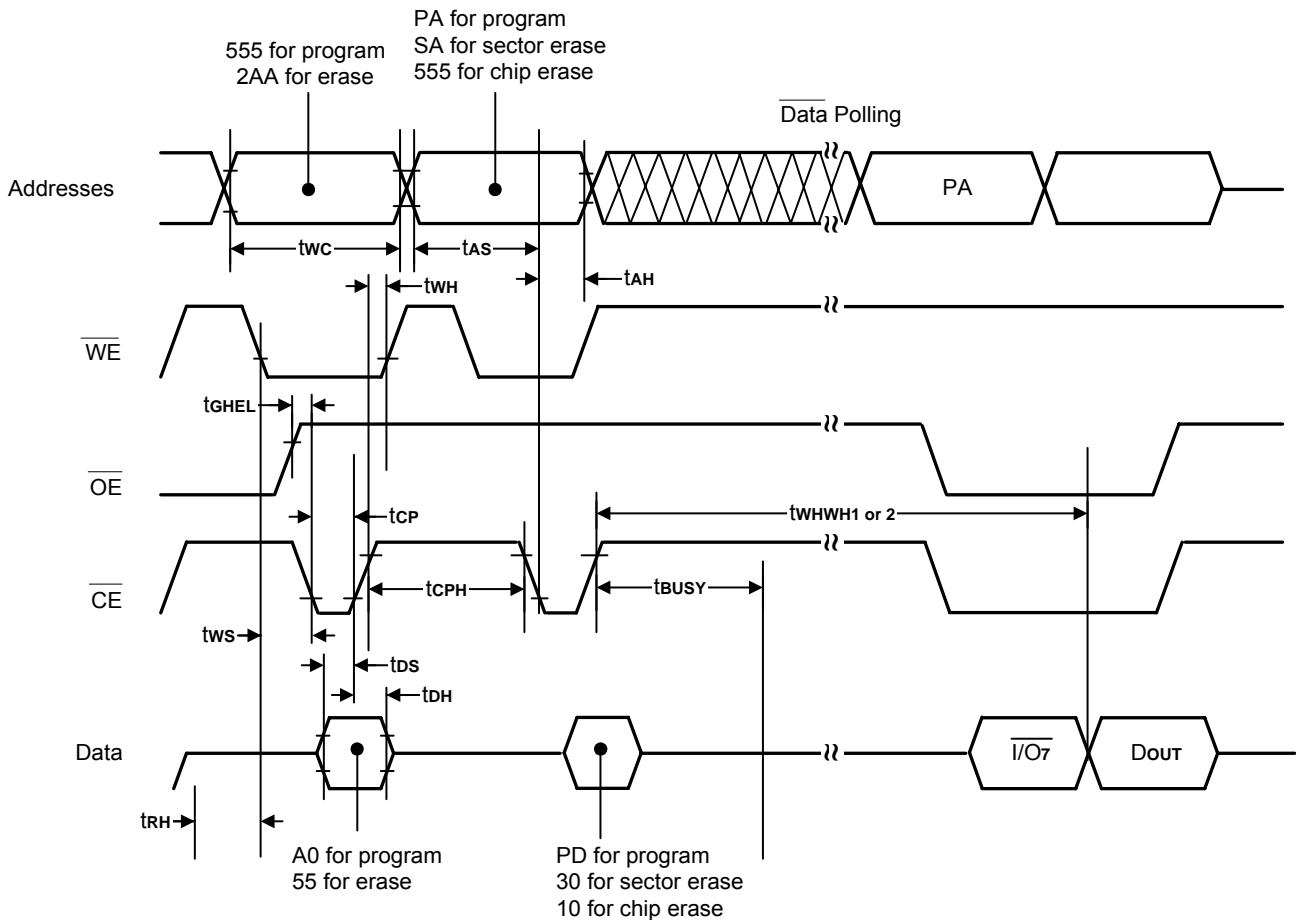 555 for program
2AA for erase
PA for program
SA for sector erase
555 for chip erase
Data Polling
Addresses
PA
tWC
tAS
tAH
tWH
WE
tGHEL
OE
tCP
tWHWH1 or 2
CE
tCPH
tBUSY
tWS
tDS
tDH
Data
I/O7
DOUT
tRH
A0 for program
55 for erase
PD for program
30 for sector erase
10 for chip erase